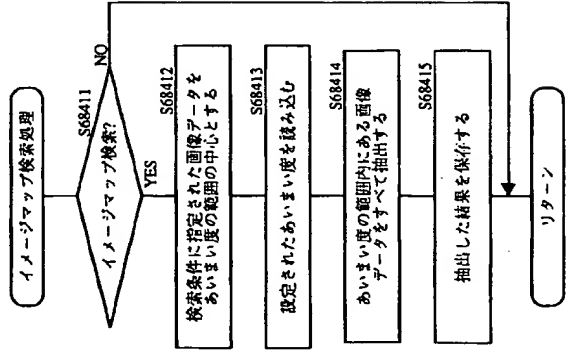 イメージマップ検索処理
S68411
イメージマップ検索?
NO
YES
S68412
検索条件に指定された画像データを
あいまい度の範囲の中心とする
S68413
設定されたあいまい度を読み込む
S68414
あいまい度の範囲内にある画像
データをすべて抽出する
S68415
抽出した結果を保存する
リターン